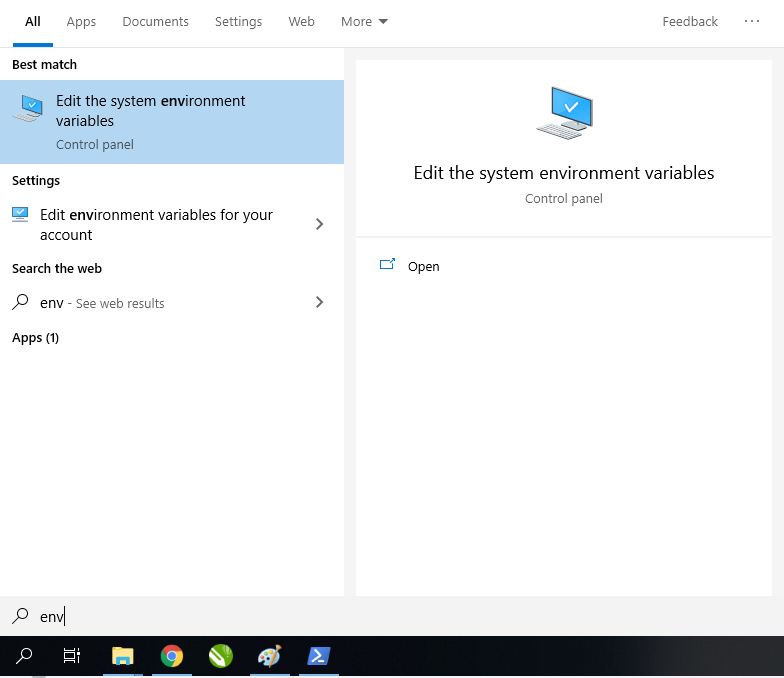 All Apps Documents Settings Web More Feedback ...
Best match
Edit the system environment
variables
Control panel
Settings
Edit environment variables for your
account
Search the web
env - See web results
Apps (1)
Edit the system environment variables
Control panel
Open
env